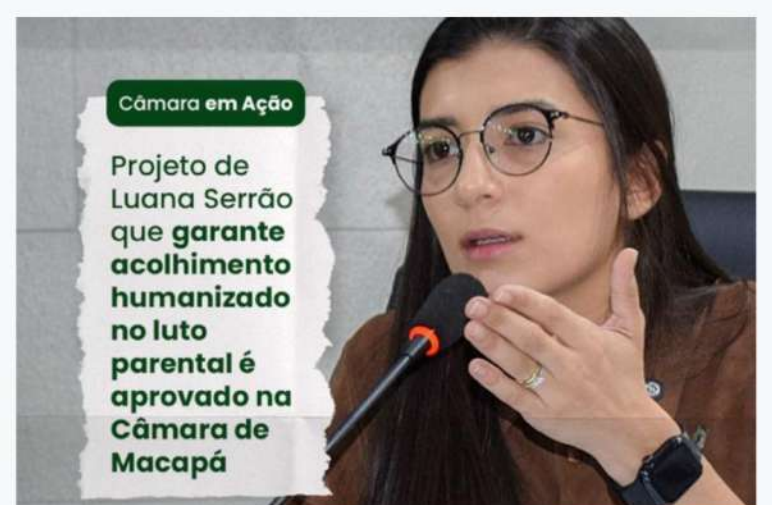 Câmara em Ação
Projeto de
Luana Serrão
que garante
acolhimento
humanizado
no luto
parental é
aprovado na
Câmara de
Macapá